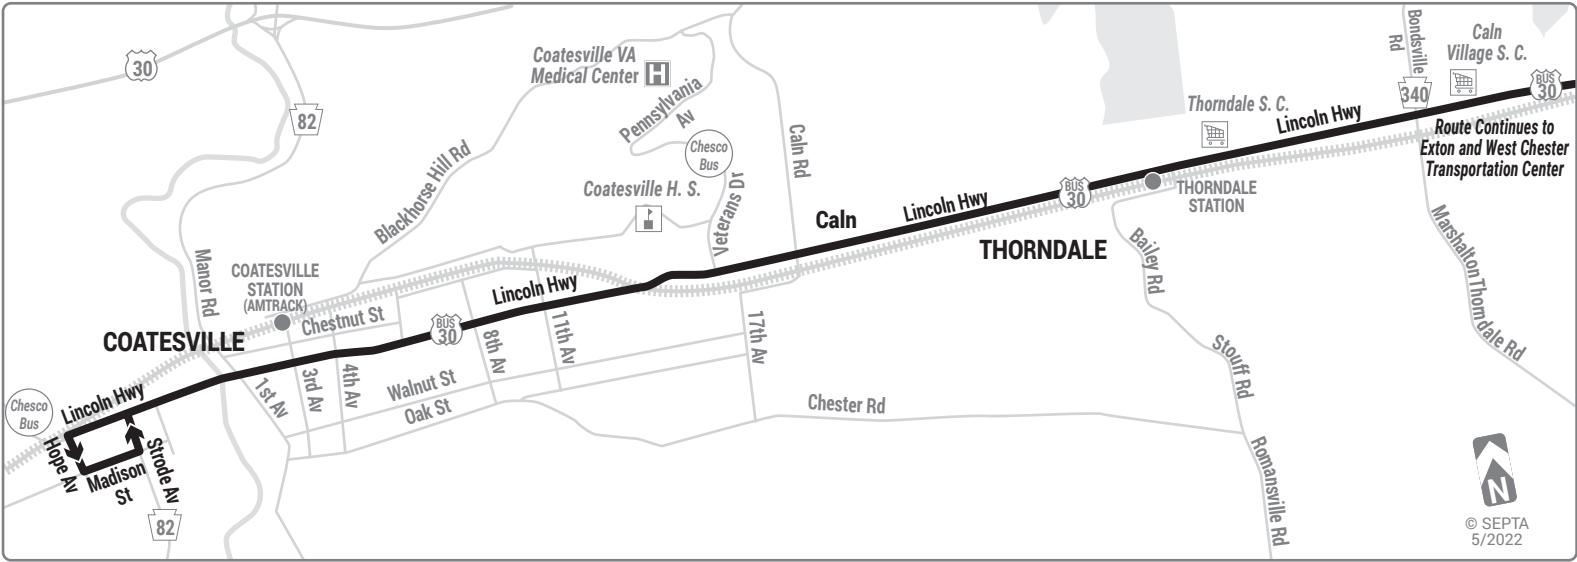 30
82
Coatesville VA
Medical Center
H
Pennsylvania
Av
Chesco
Bus
Blackhorse Hill Rd
Coatesville H. S.
Veterans Dr
Caln Rd
Bondsville
Rd
340
Caln
Village S. C.
BUS
30
Thorndale S. C.
Lincoln Hwy
Route Continues to
Exton and West Chester
Transportation Center
BUS
30
THORNDALE
STATION
Lincoln Hwy
Caln
THORNDALE
Bailey Rd
Marshalton Thorndale Rd
Manor Rd
COATESVILLE
STATION
(AMTRACK)
Chestnut St
COATESVILLE
Lincoln Hwy
BUS
30
8th Av
11th Av
17th Av
1st Av
3rd Av
4th Av
Walnut St
Oak St
Chester Rd
Stouff Rd
Romansville Rd
Chesco
Bus
Lincoln Hwy
Hope Av
Madison
St
Strode Av
82
N
© SEPTA
5/2022